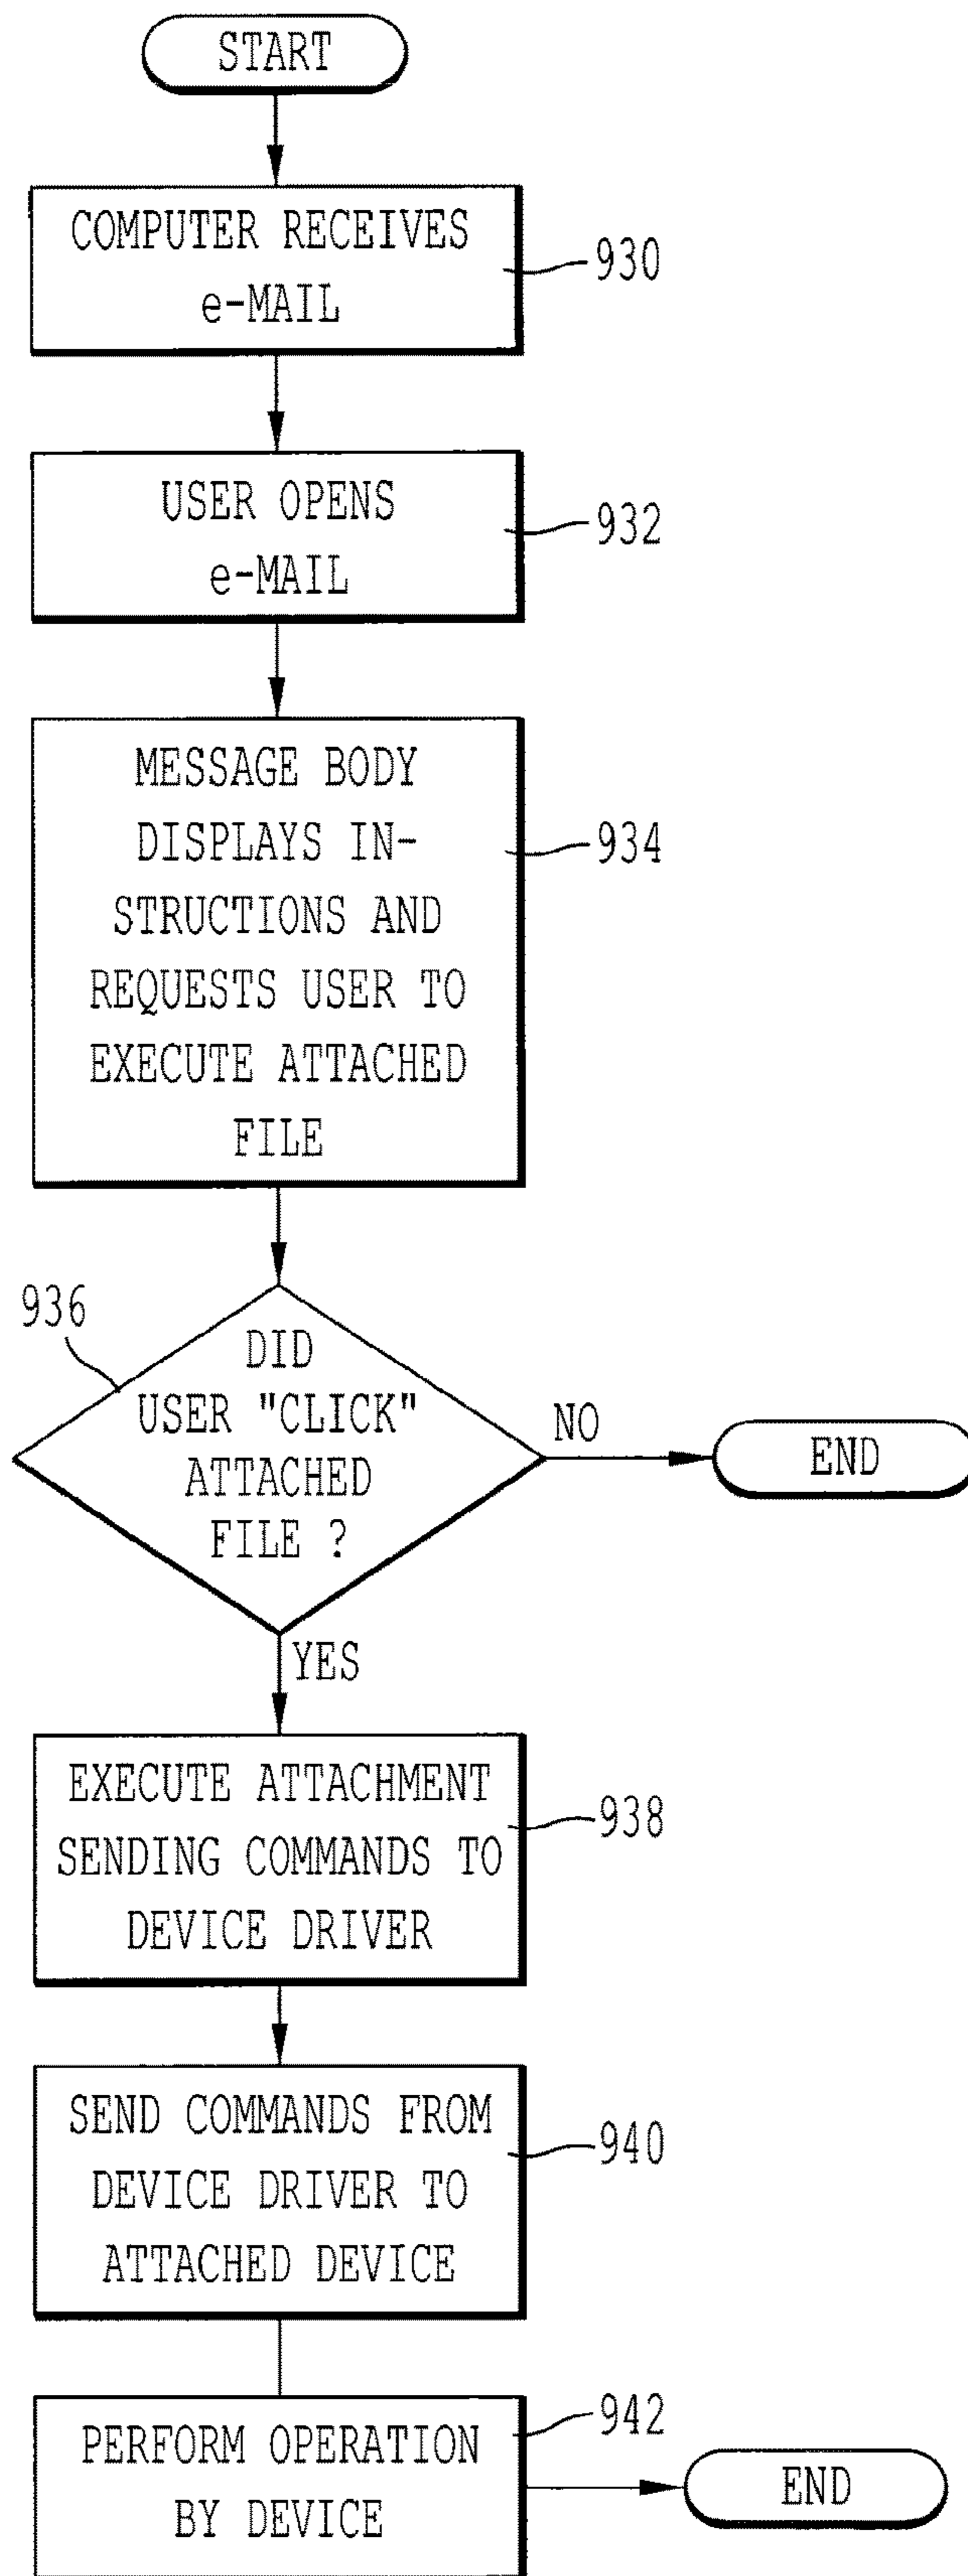 START
COMPUTER RECEIVES
e-MAIL
930
USER OPENS
e-MAIL
932
MESSAGE BODY
DISPLAYS IN-
STRUCTIONS AND
REQUESTS USER TO
EXECUTE ATTACHED
FILE
934
936
DID
USER "CLICK"
ATTACHED
FILE ?
NO
END
YES
EXECUTE ATTACHMENT
SENDING COMMANDS TO
DEVICE DRIVER
938
SEND COMMANDS FROM
DEVICE DRIVER TO
ATTACHED DEVICE
940
PERFORM OPERATION
BY DEVICE
942
END